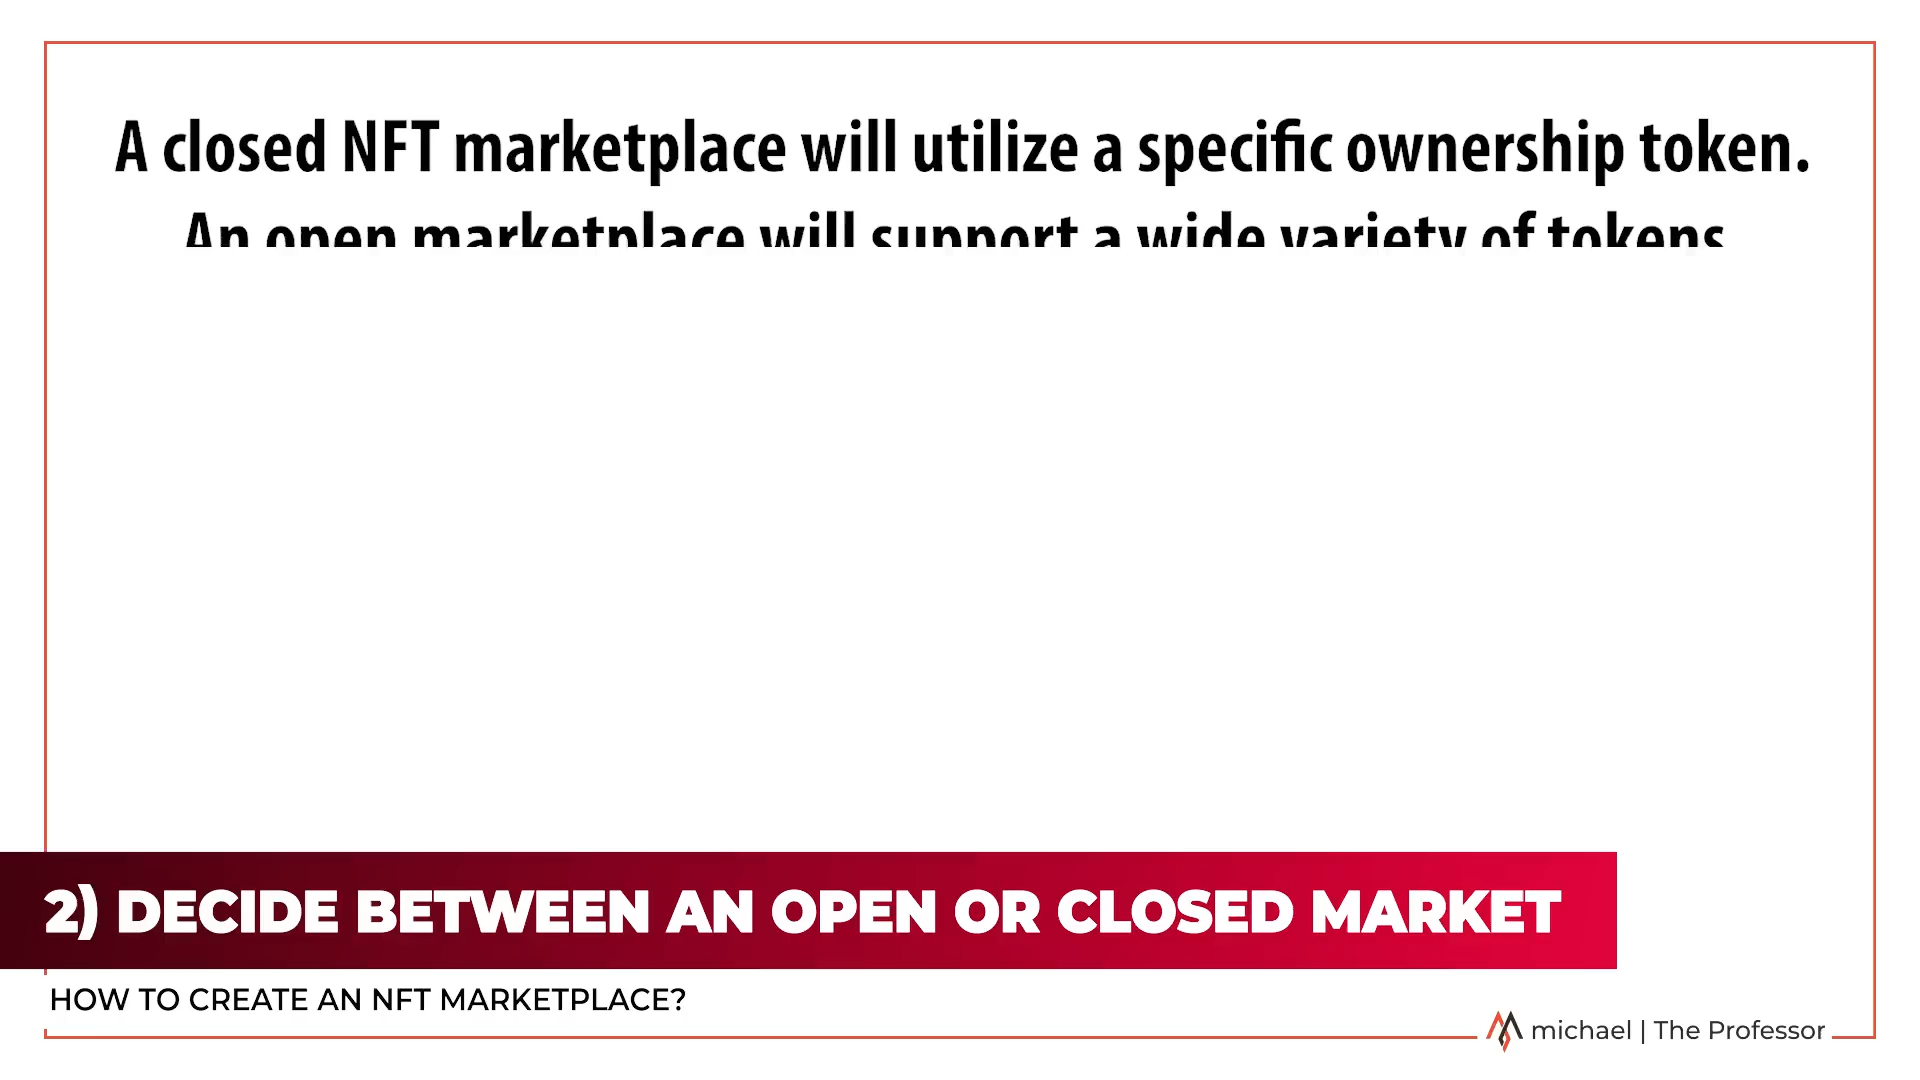 A closed NFT marketplace will utilize a specific ownership token.
An open marketplace will support a wide variety of tokens
2) DECIDE BETWEEN AN OPEN OR CLOSED MARKET
HOW TO CREATE AN NFT MARKETPLACE?
michael | The Professor